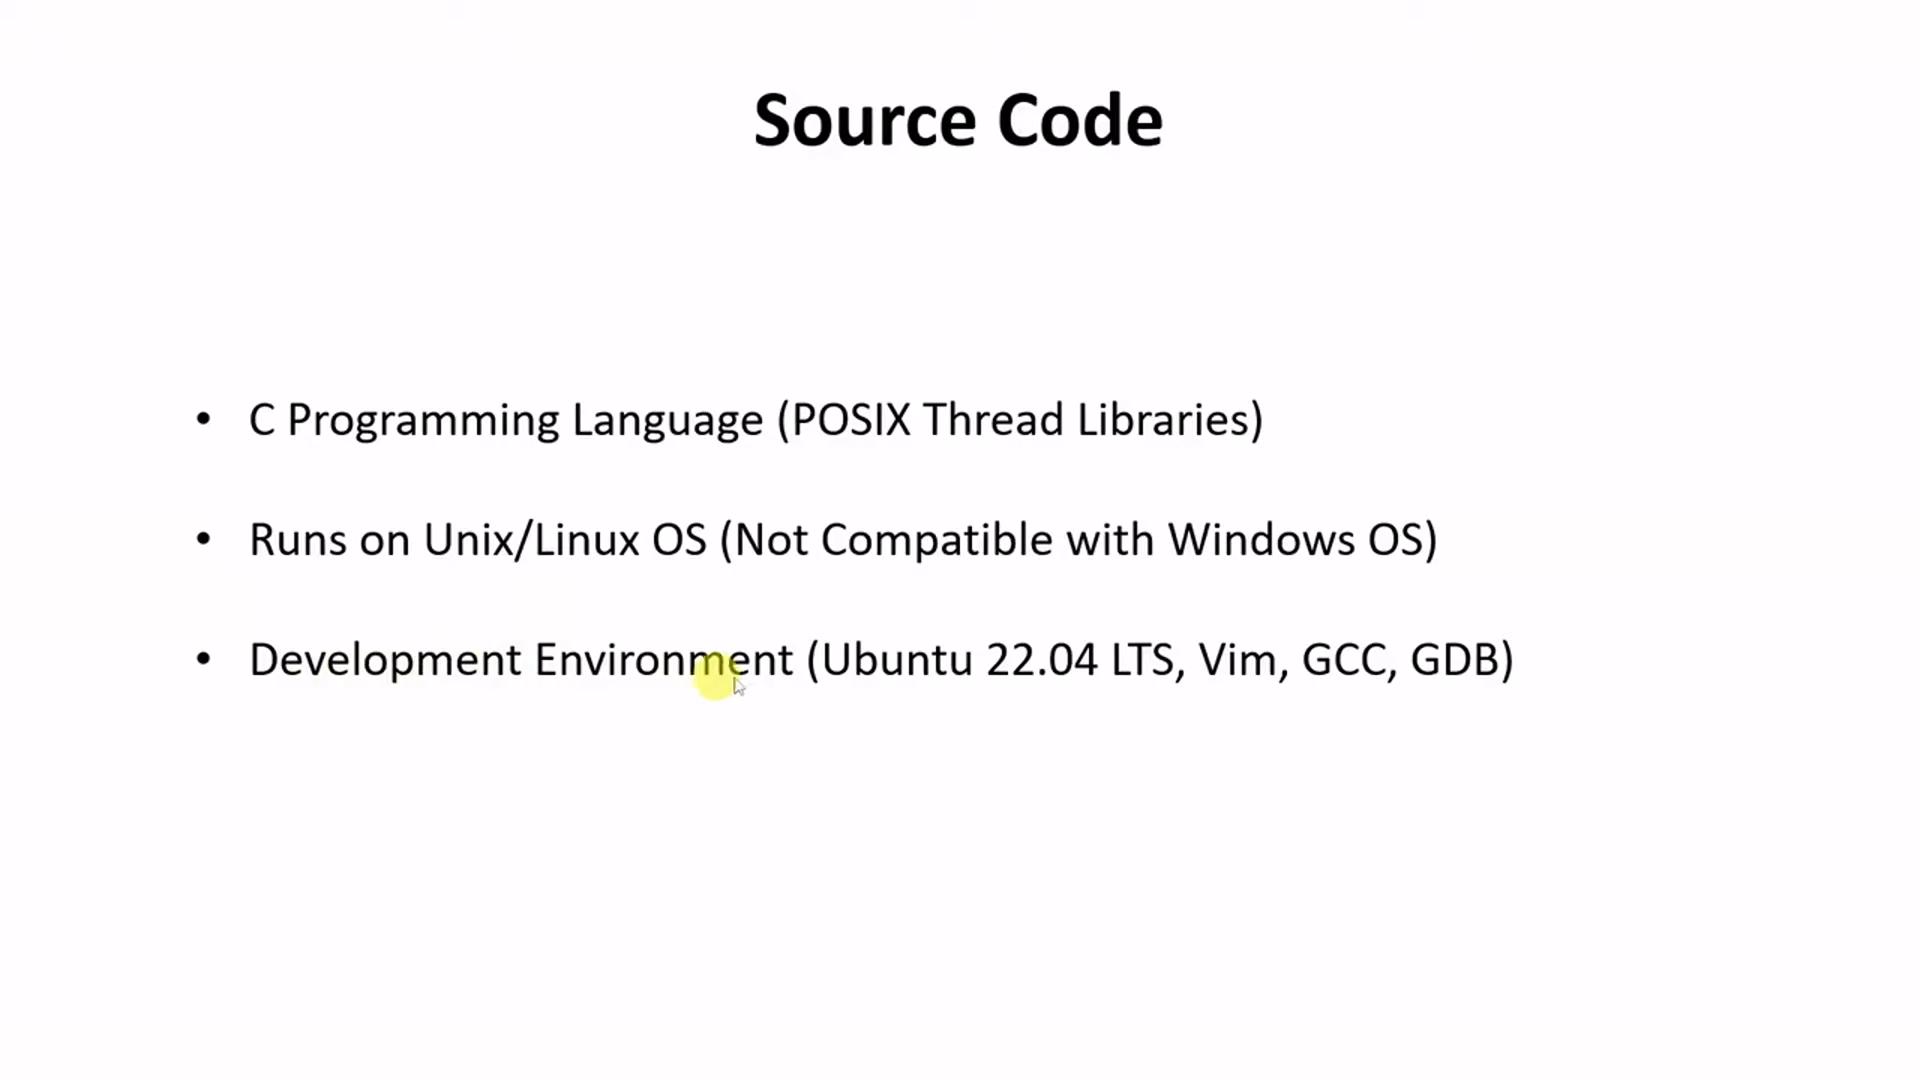 Source Code
• C Programming Language (POSIX Thread Libraries)
• Runs on Unix/Linux OS (Not Compatible with Windows OS)
• Development Environment (Ubuntu 22.04 LTS, Vim, GCC, GDB)